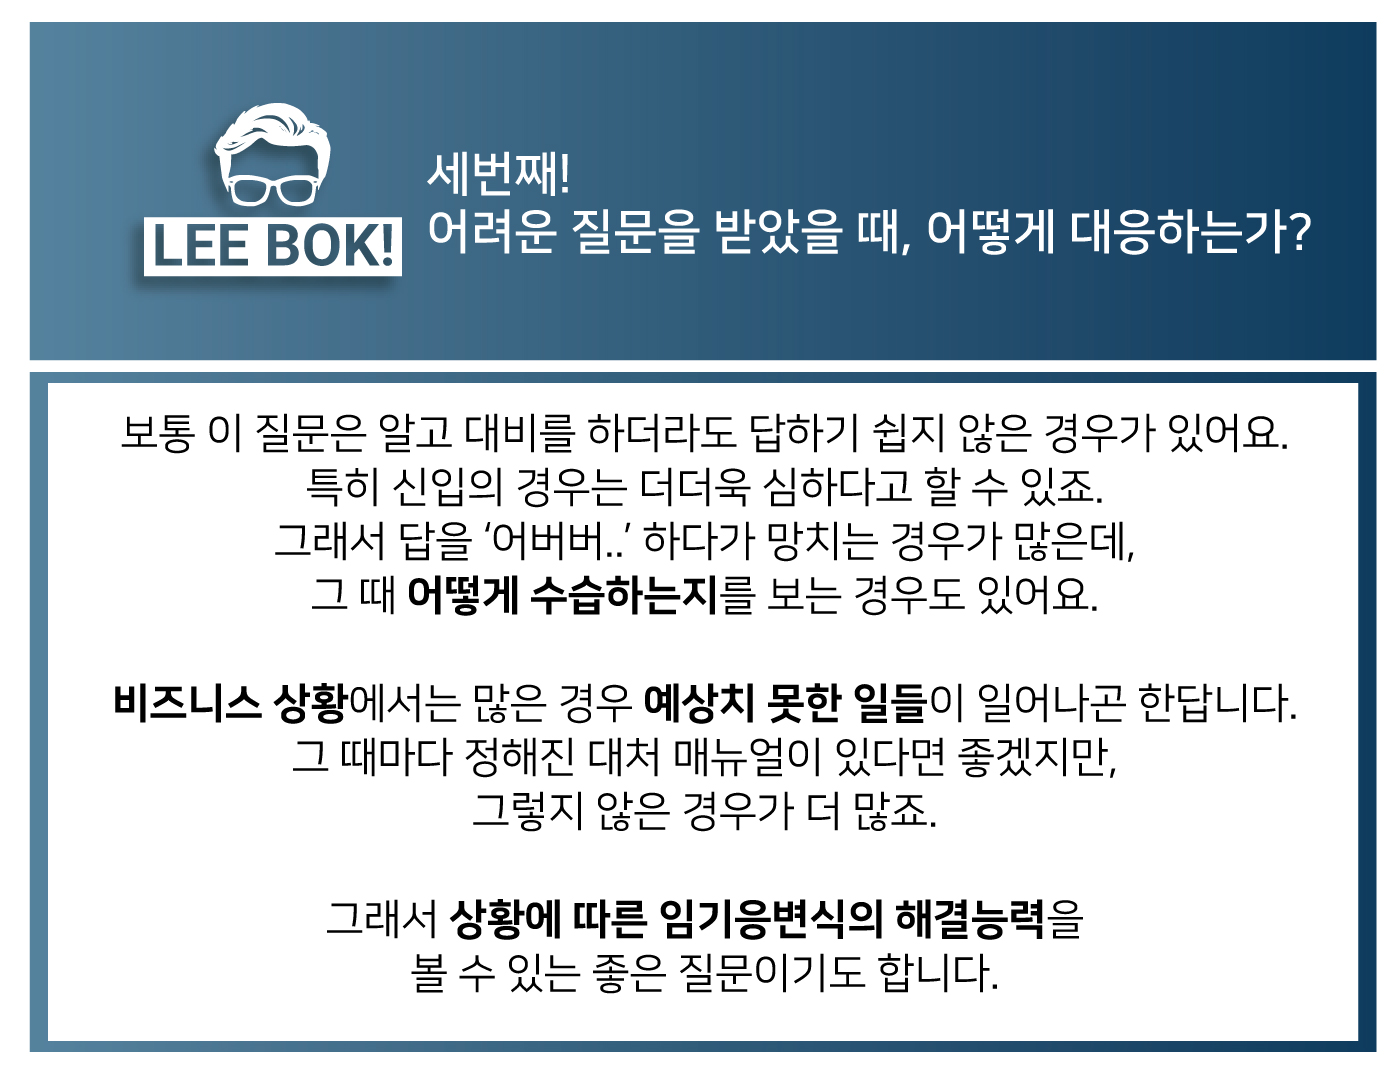 LEE BOK!
세번째!
어려운 질문을 받았을 때, 어떻게 대응하는가?
보통 이 질문은 알고 대비를 하더라도 답하기 쉽지 않은 경우가 있어요.
특히 신입의 경우는 더더욱 심하다고 할 수 있죠.
그래서 답을 ‘어버버..’ 하다가 망치는 경우가 많은데,
그 때 어떻게 수습하는지를 보는 경우도 있어요.
비즈니스 상황에서는 많은 경우 예상치 못한 일들이 일어나곤 한답니다.
그 때마다 정해진 대처 매뉴얼이 있다면 좋겠지만,
그렇지 않은 경우가 더 많죠.
그래서 상황에 따른 임기응변식의 해결능력을
볼 수 있는 좋은 질문이기도 합니다.